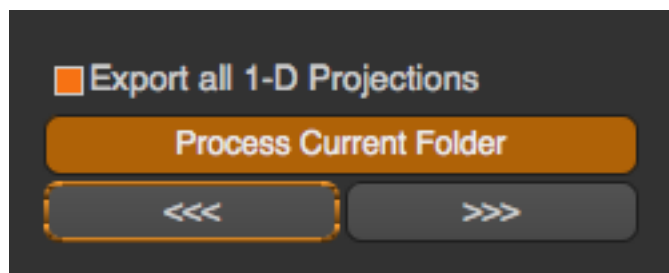 Export all 1-D Projections
Process Current Folder
<<< >>>